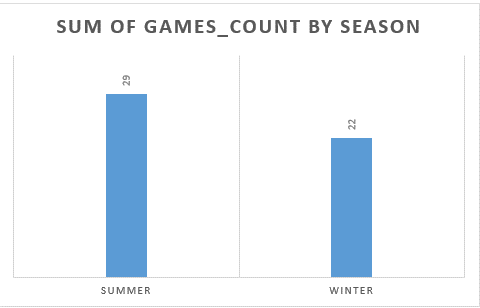 SUM OF GAMES_COUNT BY SEASON
29
22
SUMMER
WINTER